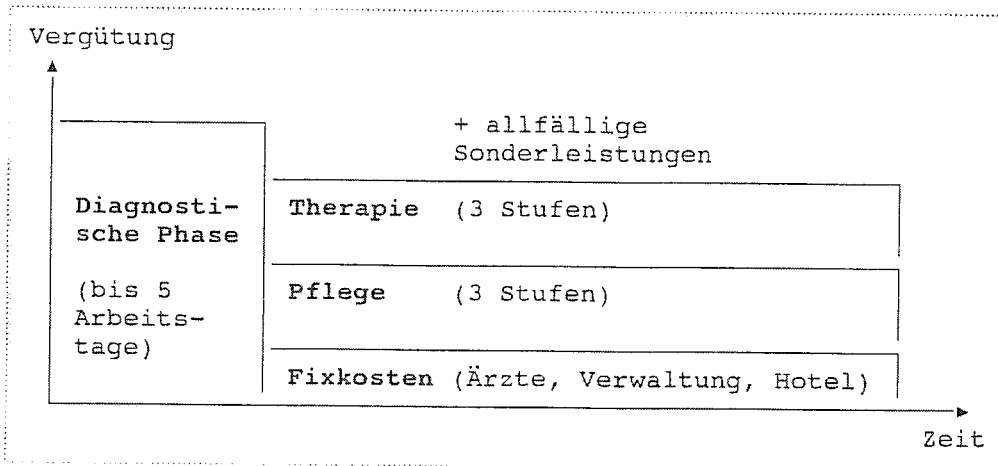 Vergütung
+ allfällige
Sonderleistungen
Diagnosti-
sche Phase
(bis 5
Arbeits-
tage)
Therapie (3 Stufen)
Pflege (3 Stufen)
Fixkosten (Ärzte, Verwaltung, Hotel)
Zeit